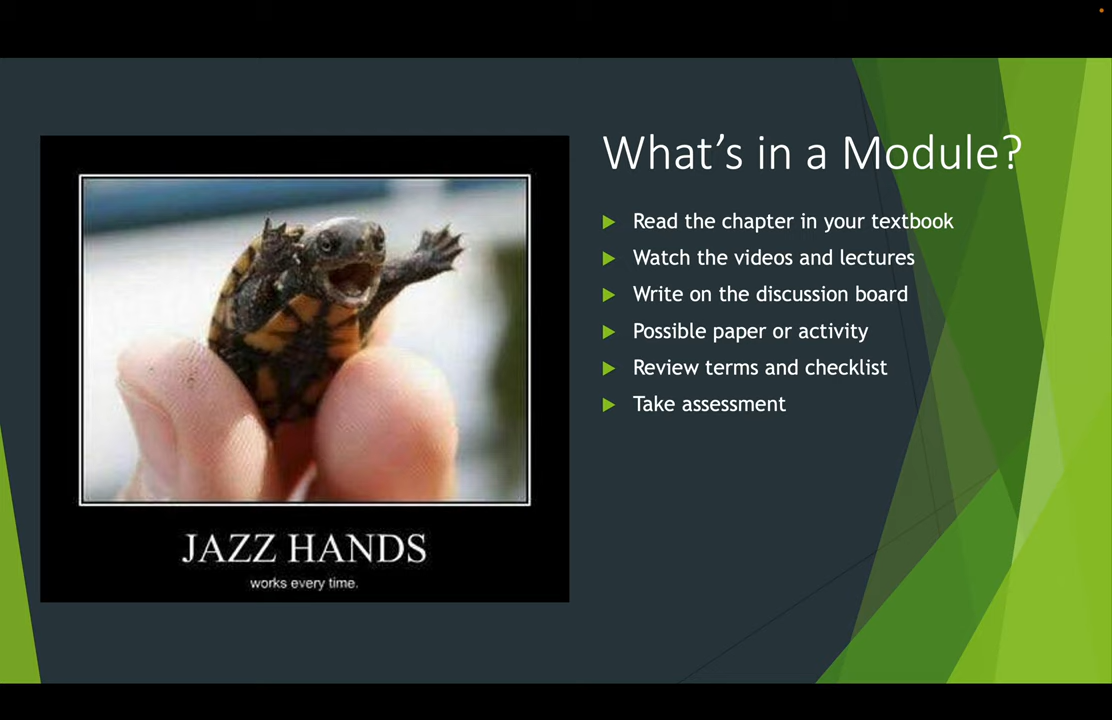 What’s in a Module?
Read the chapter in your textbook
Watch the videos and lectures
Write on the discussion board
Possible paper or activity
Review terms and checklist
Take assessment
JAZZ HANDS
works every time.